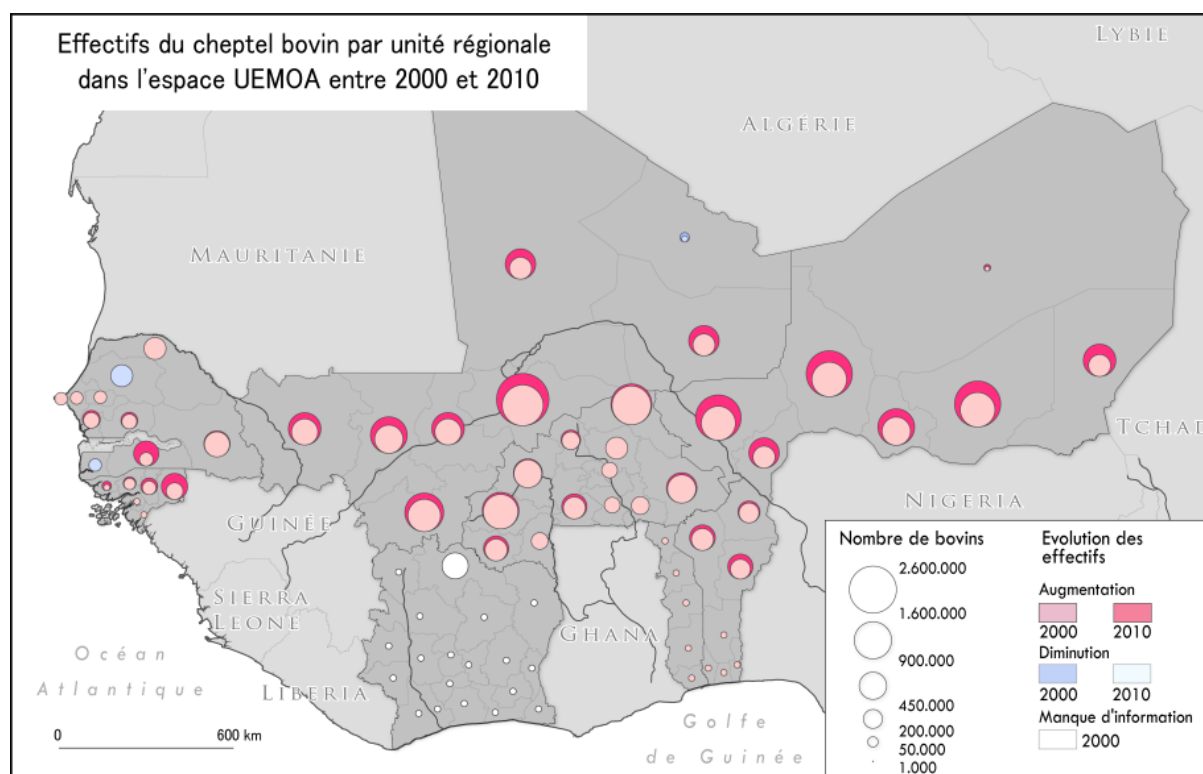 Effectifs du cheptel bovin par unité régionale
dans l'espace UEMOA entre 2000 et 2010
LYBIE
ALGÉRIE
MAURITANIE
TCHAD
NIGERIA
GUINÉE
SIERRA
LEONE
GHANA
LIBERIA
Océan
Atlantique
Golfe
de Guinée
0 600 km
Nombre de bovins
2.600.000
1.600.000
900.000
450.000
200.000
50.000
1.000
Evolution des
effectifs
Augmentation
2000 2010
Diminution
2000 2010
Manque d'information
2000